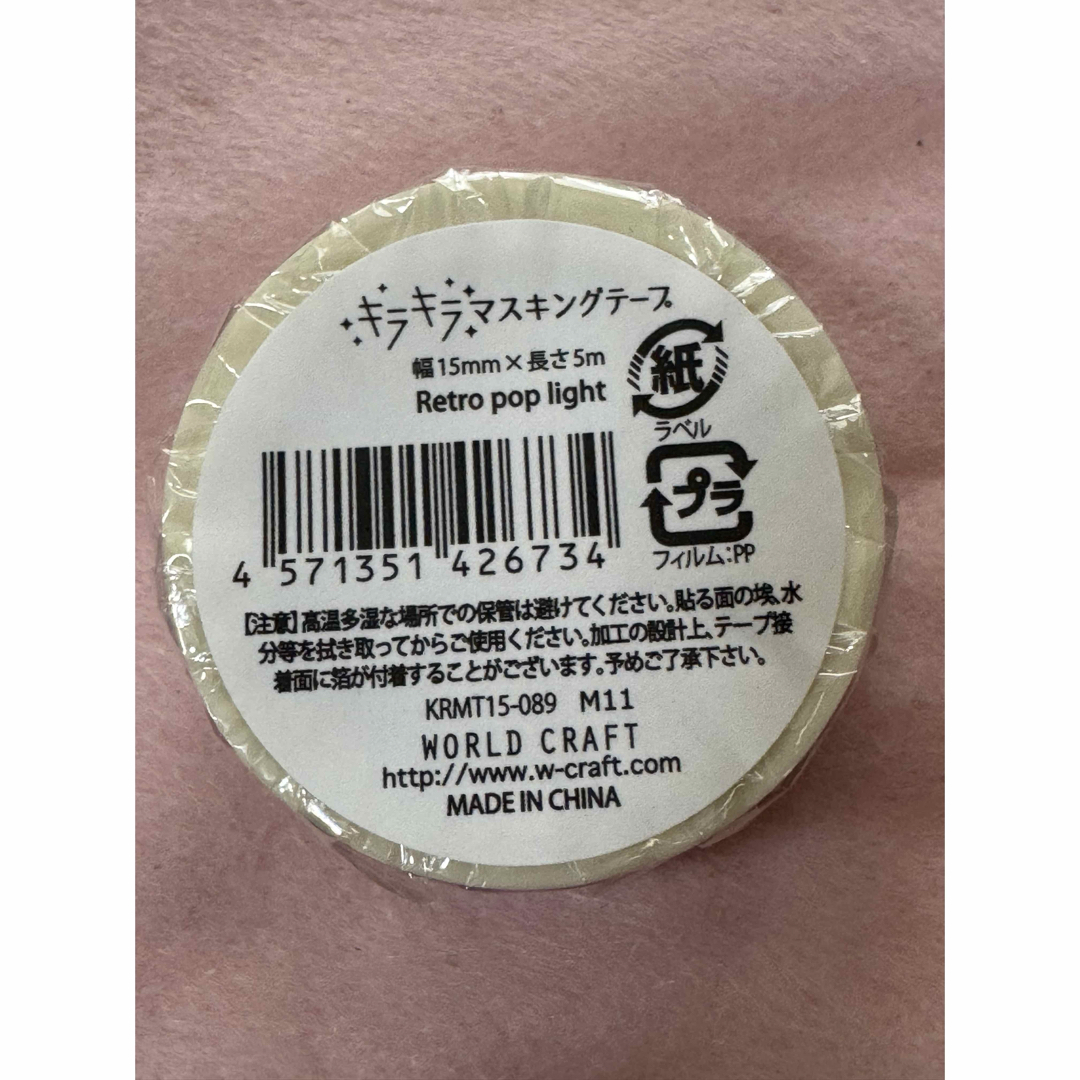 キラキラマスキングテープ
幅15mm×長さ5m
Retro pop light
紙
ラベル
プラ
フィルム:PP
4 571351 426734
【注意】高温多湿な場所での保管は避けてください。貼る面の埃、水
分等を拭き取ってからご使用ください。加工の設計上、テープ接
着面に箔が付着することがございます。予めご了承下さい。
KRMT15-089 M11
WORLD CRAFT
http://www.w-craft.com
MADE IN CHINA